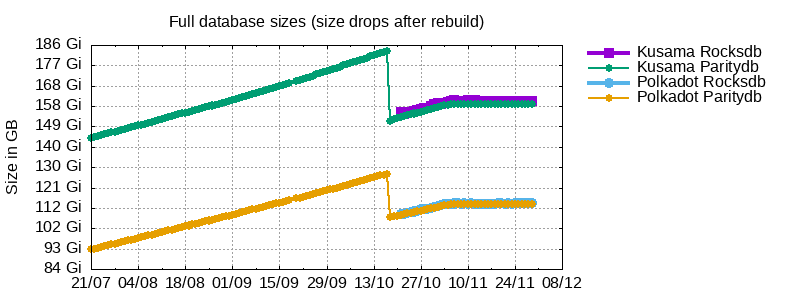 Full database sizes (size drops after rebuild)
186 Gi
177 Gi
168 Gi
158 Gi
149 Gi
140 Gi
130 Gi
121 Gi
112 Gi
102 Gi
93 Gi
84 Gi
Size in GB
21/07 04/08 18/08 01/09 15/09 29/09 13/10 27/10 10/11 24/11 08/12
Kusama Rocksdb
Kusama Paritydb
Polkadot Rocksdb
Polkadot Paritydb